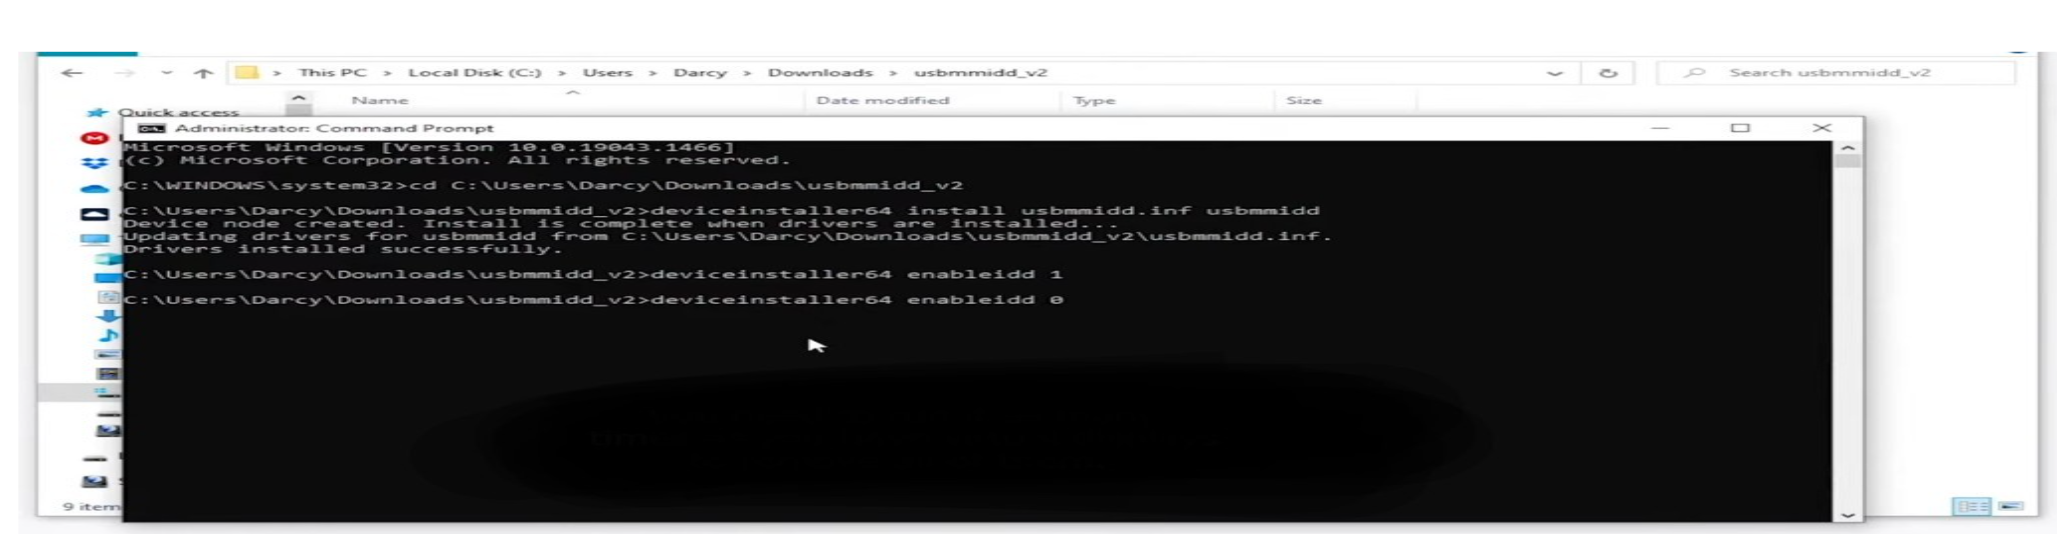 This PC > Local Disk (C:) > Users > Darcy > Downloads > usbmmidd_v2
Search usbmmidd_v2
Name
Date modified
Type
Size
Quick access
Administrator: Command Prompt
Microsoft Windows [Version 10.0.19043.1466]
(c) Microsoft Corporation. All rights reserved.
C:\WINDOWS\system32>cd C:\Users\Darcy\Downloads\usbmmidd_v2
C:\Users\Darcy\Downloads\usbmmidd_v2>deviceinstaller64 install usbmmidd.inf usbmmidd
Device node created. Install is complete when drivers are installed...
Updating drivers for usbmmidd from C:\Users\Darcy\Downloads\usbmmidd_v2\usbmmidd.inf.
Drivers installed successfully.
C:\Users\Darcy\Downloads\usbmmidd_v2>deviceinstaller64 enableidd 1
C:\Users\Darcy\Downloads\usbmmidd_v2>deviceinstaller64 enableidd 0
9 item